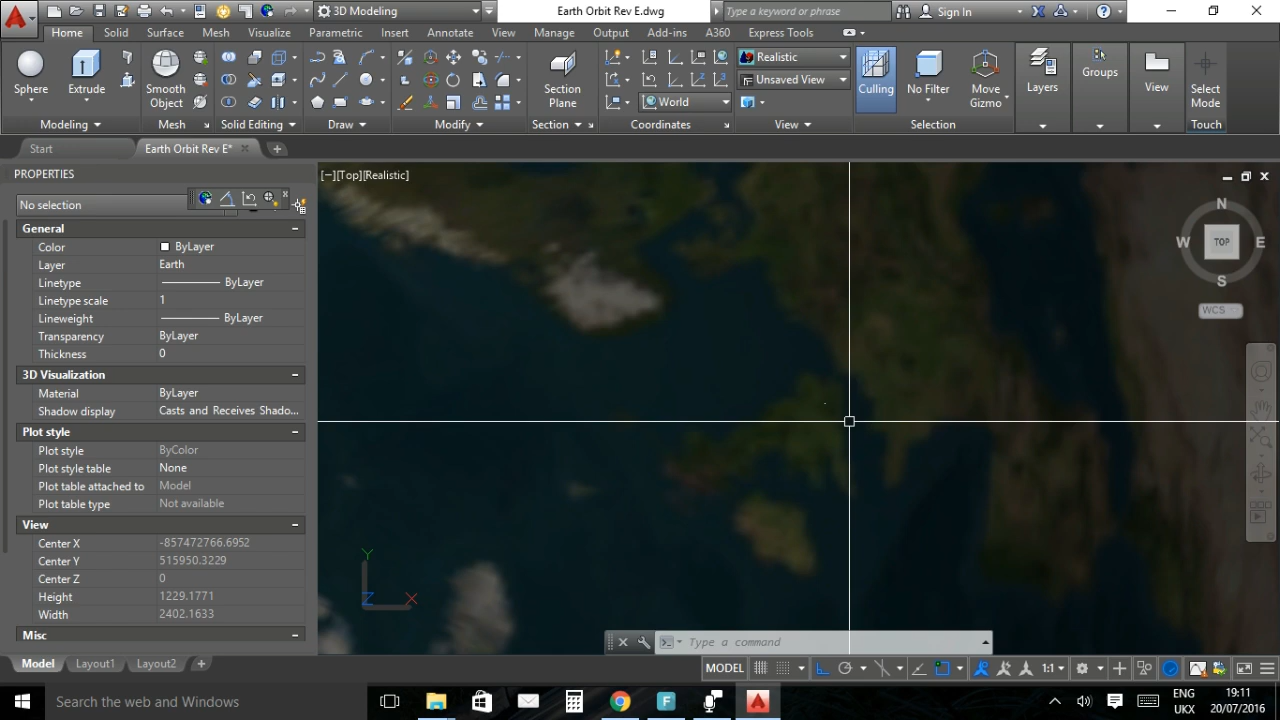 3D Modeling
Earth Orbit Rev E.dwg
Type a keyword or phrase
Sign In
Home Solid Surface Mesh Visualize Parametric Insert Annotate View Manage Output Add-ins A360 Express Tools
Sphere
Extrude
Smooth
Object
Section
Plane
World
Realistic
Unsaved View
Culling
No Filter
Move
Gizmo
Layers
Groups
View
Select
Mode
Modeling
Mesh
Solid Editing
Draw
Modify
Section
Coordinates
View
Selection
Touch
Start
Earth Orbit Rev E*
PROPERTIES
No selection
General
Color ByLayer
Layer Earth
Linetype ByLayer
Linetype scale 1
Lineweight ByLayer
Transparency ByLayer
Thickness 0
3D Visualization
Material ByLayer
Shadow display Casts and Receives Shado...
Plot style
Plot style ByColor
Plot style table None
Plot table attached to Model
Plot table type Not available
View
Center X -857472766.6952
Center Y 515950.3229
Center Z 0
Height 1229.1771
Width 2402.1633
Misc
[−][Top][Realistic]
N
W TOP E
S
WCS
Y
Z X
Type a command
Model Layout1 Layout2
MODEL
1:1
Search the web and Windows
ENG
UKX
19:11
20/07/2016